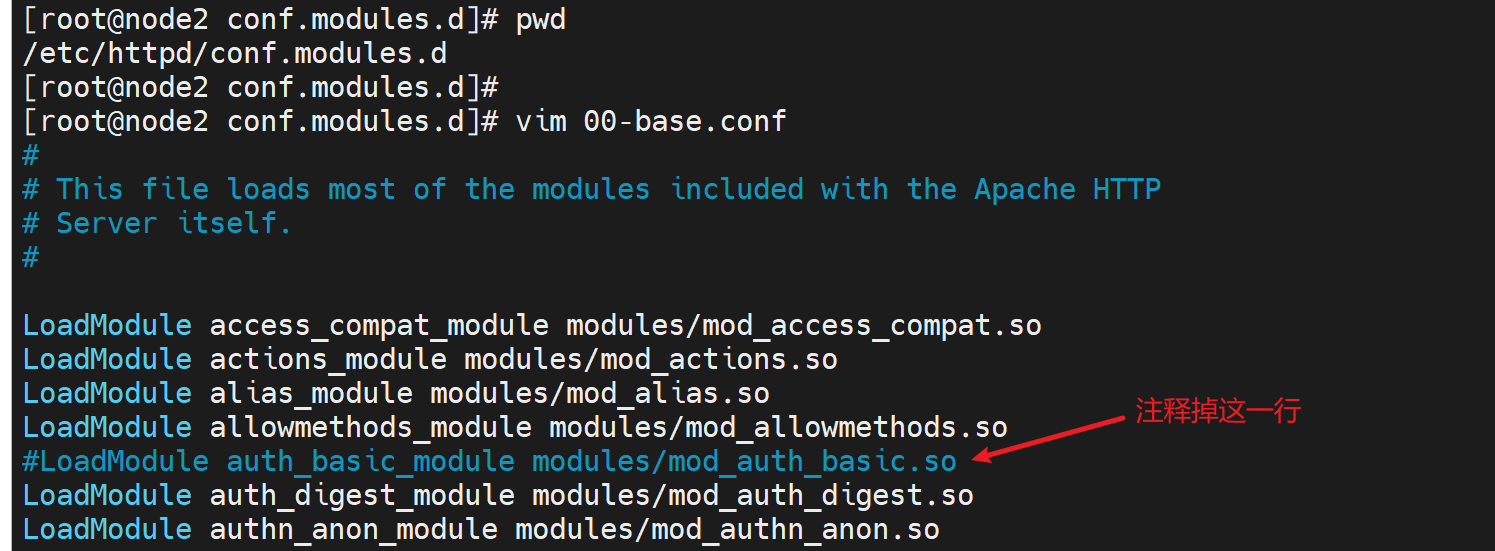 [root@node2 conf.modules.d]# pwd
/etc/httpd/conf.modules.d
[root@node2 conf.modules.d]#
[root@node2 conf.modules.d]# vim 00-base.conf
#
# This file loads most of the modules included with the Apache HTTP
# Server itself.
#
LoadModule access_compat_module modules/mod_access_compat.so
LoadModule actions_module modules/mod_actions.so
LoadModule alias_module modules/mod_alias.so
LoadModule allowmethods_module modules/mod_allowmethods.so
注释掉这一行
#LoadModule auth_basic_module modules/mod_auth_basic.so
LoadModule auth_digest_module modules/mod_auth_digest.so
LoadModule authn_anon_module modules/mod_authn_anon.so